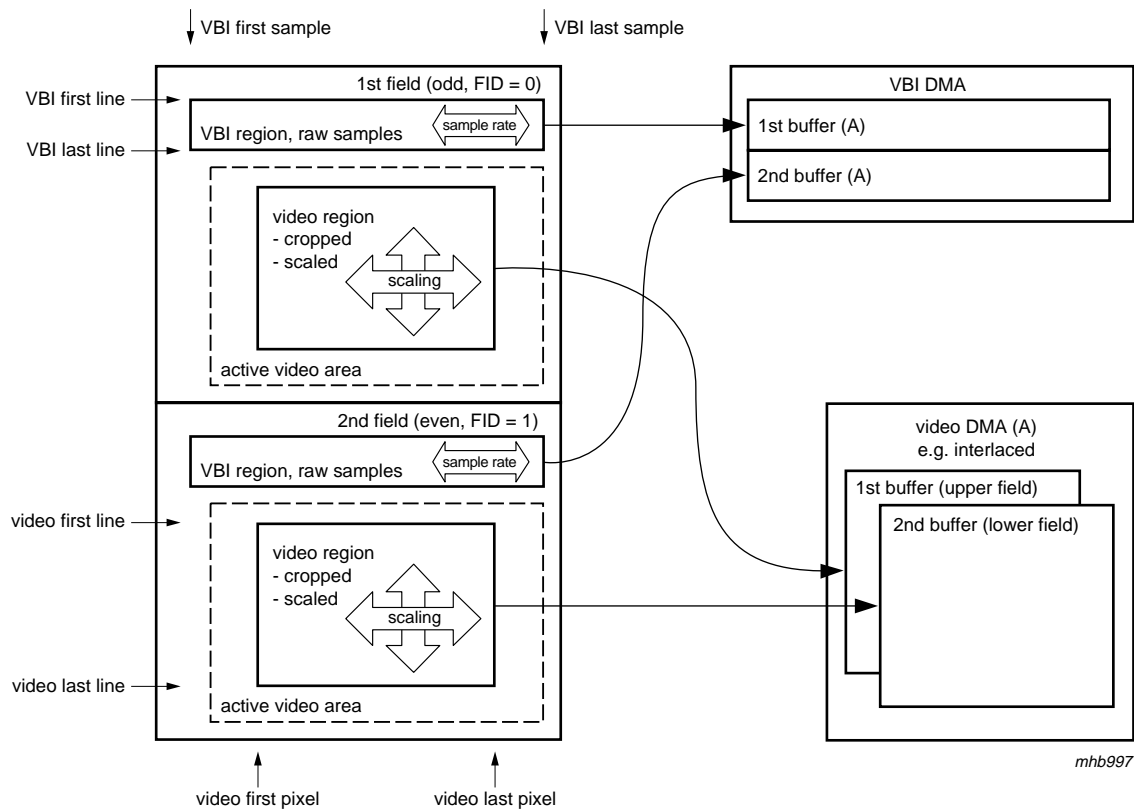 VBI first sample
VBI last sample
1st field (odd, FID = 0)
VBI DMA
VBI first line
VBI region, raw samples
sample rate
1st buffer (A)
VBI last line
2nd buffer (A)
video region
- cropped
- scaled
scaling
active video area
2nd field (even, FID = 1)
video DMA (A)
e.g. interlaced
VBI region, raw samples
sample rate
1st buffer (upper field)
video first line
2nd buffer (lower field)
video region
- cropped
- scaled
scaling
video last line
active video area
mhb997
video first pixel
video last pixel